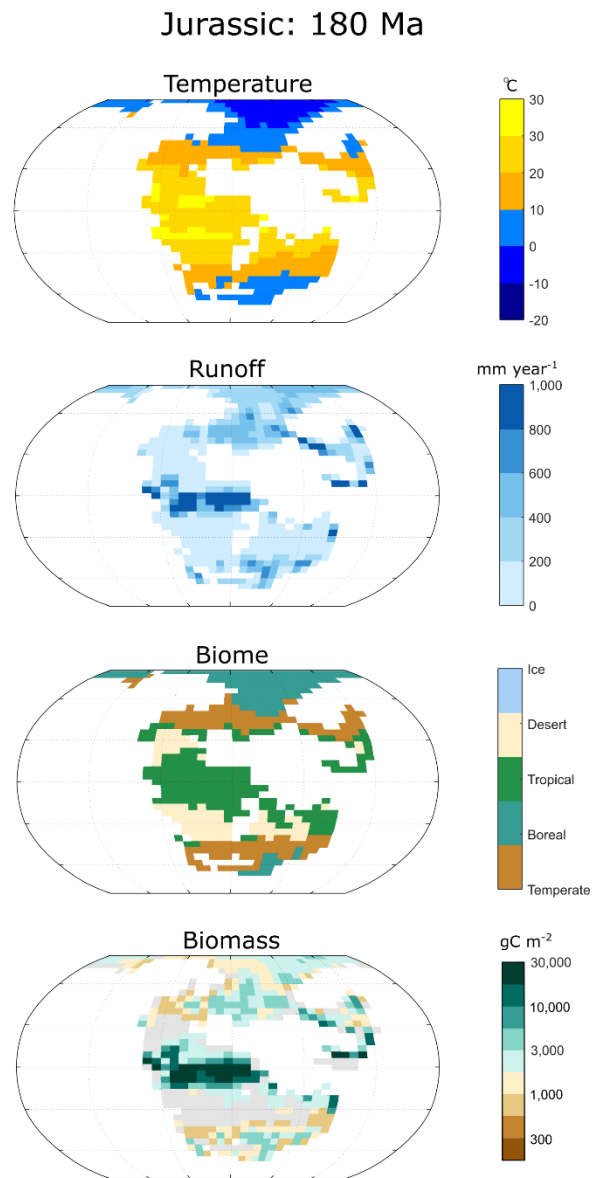 Jurassic: 180 Ma
Temperature
°C
30
30
20
10
0
-10
-20
Runoff
mm year⁻¹
1,000
800
600
400
200
0
Biome
Ice
Desert
Tropical
Boreal
Temperate
Biomass
gC m⁻²
30,000
10,000
3,000
1,000
300